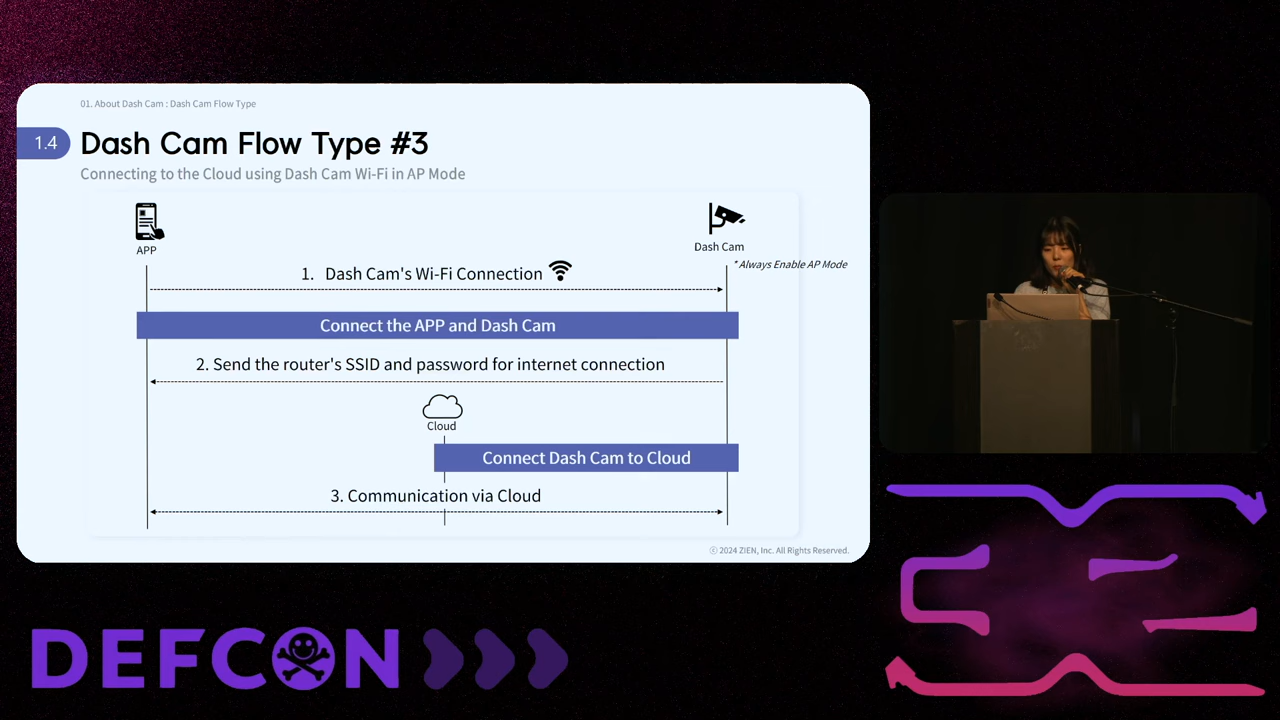 01. About Dash Cam : Dash Cam Flow Type
1.4
Dash Cam Flow Type #3
Connecting to the Cloud using Dash Cam Wi-Fi in AP Mode
APP
Dash Cam
* Always Enable AP Mode
1. Dash Cam's Wi-Fi Connection
Connect the APP and Dash Cam
2. Send the router's SSID and password for internet connection
Cloud
Connect Dash Cam to Cloud
3. Communication via Cloud
ⓒ 2024 ZIEN, Inc. All Rights Reserved.
DEFCON